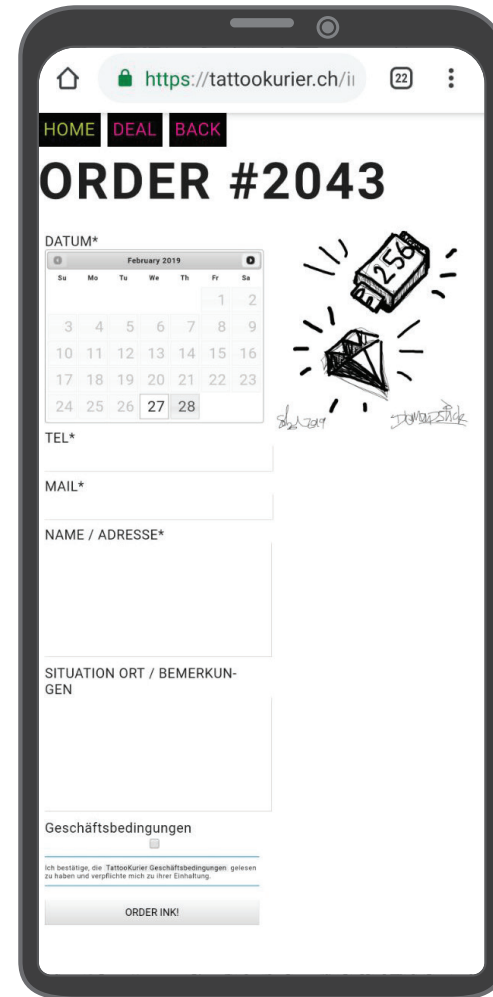 https://tattookurier.ch/ii
22
HOME DEAL BACK
ORDER #2043
DATUM*
February 2019
Su Mo Tu We Th Fr Sa
1 2
3 4 5 6 7 8 9
10 11 12 13 14 15 16
17 18 19 20 21 22 23
24 25 26 27 28
256
2019
TEL*
MAIL*
NAME / ADRESSE*
SITUATION ORT / BEMERKUN-
GEN
Geschäftsbedingungen
Ich bestätige, die TattooKurier Geschäftsbedingungen gelesen
zu haben und verpflichte mich zu ihrer Einhaltung.
ORDER INK!